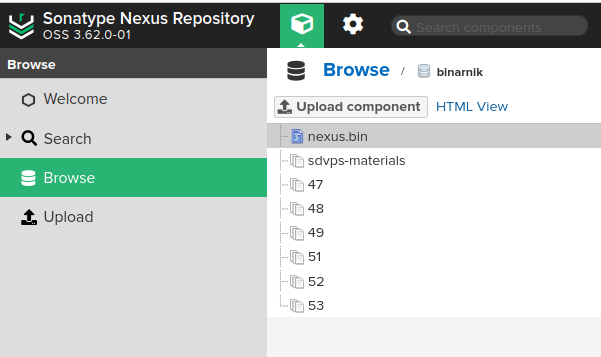 Sonatype Nexus Repository
OSS 3.62.0-01
Search components
Browse
Browse / binarnik
Welcome
Upload component HTML View
Search
nexus.bin
sdvps-materials
Browse
47
48
Upload
49
51
52
53